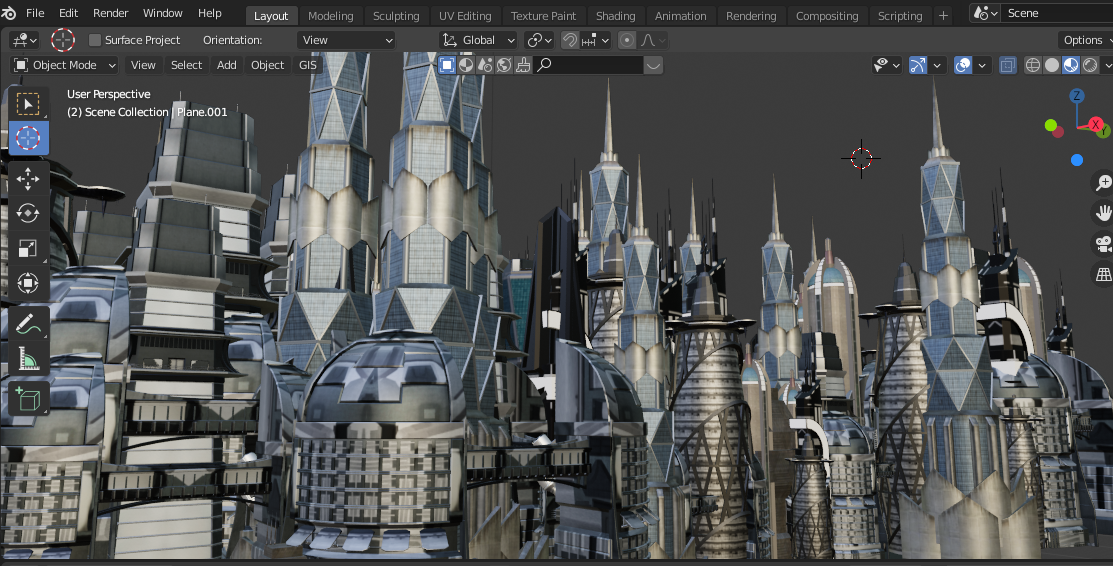 File Edit Render Window Help Layout Modeling Sculpting UV Editing Texture Paint Shading Animation Rendering Compositing Scripting + Scene
Surface Project Orientation: View Global Options
Object Mode View Select Add Object GIS
User Perspective
(2) Scene Collection | Plane.001
Z
X
Y